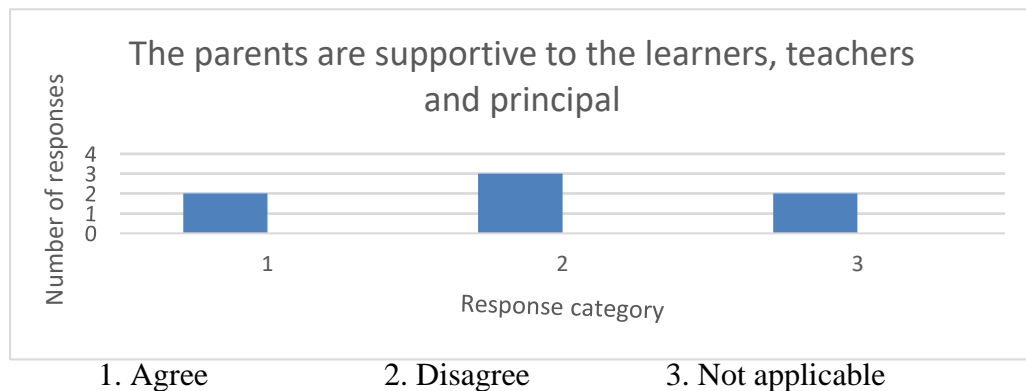 The parents are supportive to the learners, teachers
and principal
Number of responses
4
3
2
1
0
1 2 3
Response category
1. Agree 2. Disagree 3. Not applicable